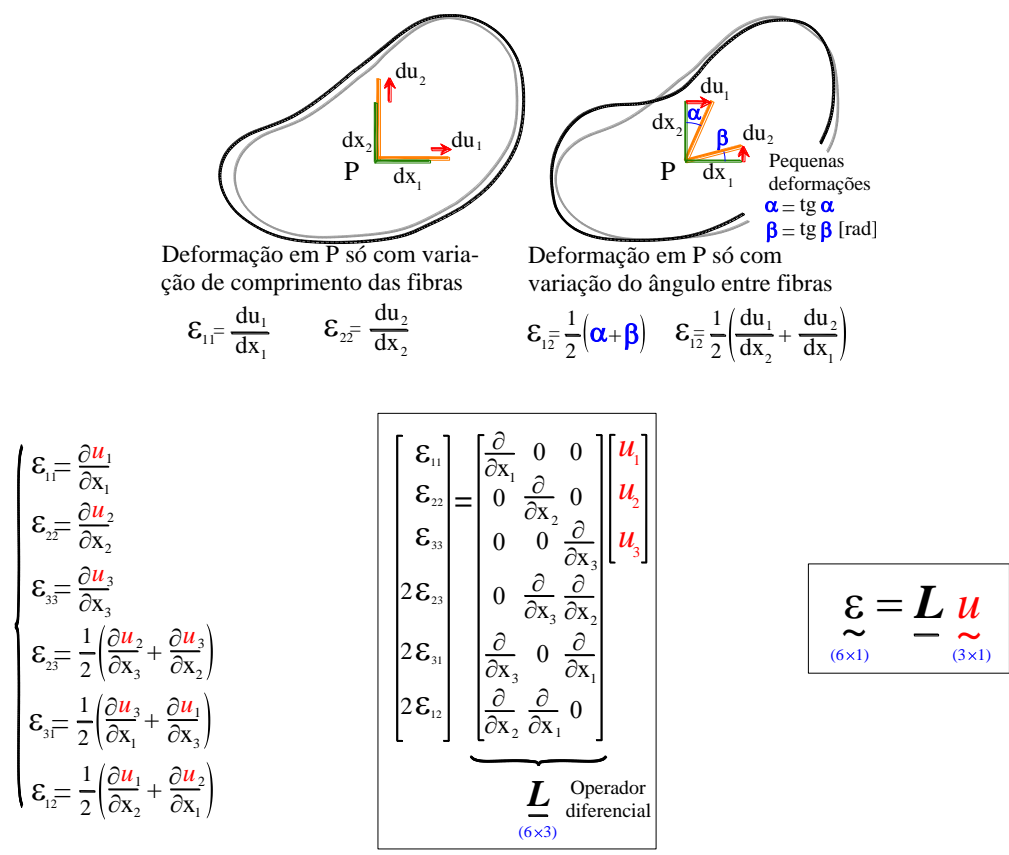 du₂
dx₂
du₁
P
dx₁
du₁
α
dx₂
β
du₂
P
dx₁
Pequenas
deformações
α = tg α
β = tg β [rad]
Deformação em P só com varia-
ção de comprimento das fibras
ε₁₁ = du₁/dx₁
ε₂₂ = du₂/dx₂
Deformação em P só com
variação do ângulo entre fibras
ε₁₂ = 1/2 (α+β)
ε₁₂ = 1/2 (du₁/dx₂ + du₂/dx₁)
ε₁₁ = ∂u₁/∂x₁
ε₂₂ = ∂u₂/∂x₂
ε₃₃ = ∂u₃/∂x₃
ε₂₃ = 1/2 (∂u₂/∂x₃ + ∂u₃/∂x₂)
ε₃₁ = 1/2 (∂u₃/∂x₁ + ∂u₁/∂x₃)
ε₁₂ = 1/2 (∂u₁/∂x₂ + ∂u₂/∂x₁)
[ε₁₁] [∂/∂x₁ 0 0] [u₁]
[ε₂₂] = [0 ∂/∂x₂ 0] [u₂]
[ε₃₃] [0 0 ∂/∂x₃] [u₃]
[2ε₂₃] [0 ∂/∂x₃ ∂/∂x₂]
[2ε₃₁] [∂/∂x₃ 0 ∂/∂x₁]
[2ε₁₂] [∂/∂x₂ ∂/∂x₁ 0]
L Operador
diferencial
(6×3)
ε = L u
(6×1) (3×1)